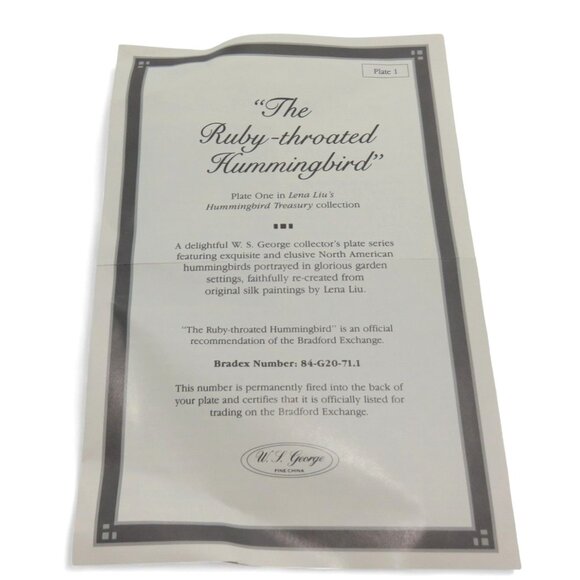 Plate 1
"The
Ruby-throated
Hummingbird"
Plate One in Lena Liu's
Hummingbird Treasury collection
A delightful W. S. George collector's plate series
featuring exquisite and elusive North American
hummingbirds portrayed in glorious garden
settings, faithfully re-created from
original silk paintings by Lena Liu.
"The Ruby-throated Hummingbird" is an official
recommendation of the Bradford Exchange.
Bradex Number: 84-G20-71.1
This number is permanently fired into the back of
your plate and certifies that it is officially listed for
trading on the Bradford Exchange.
W. S. George
FINE CHINA